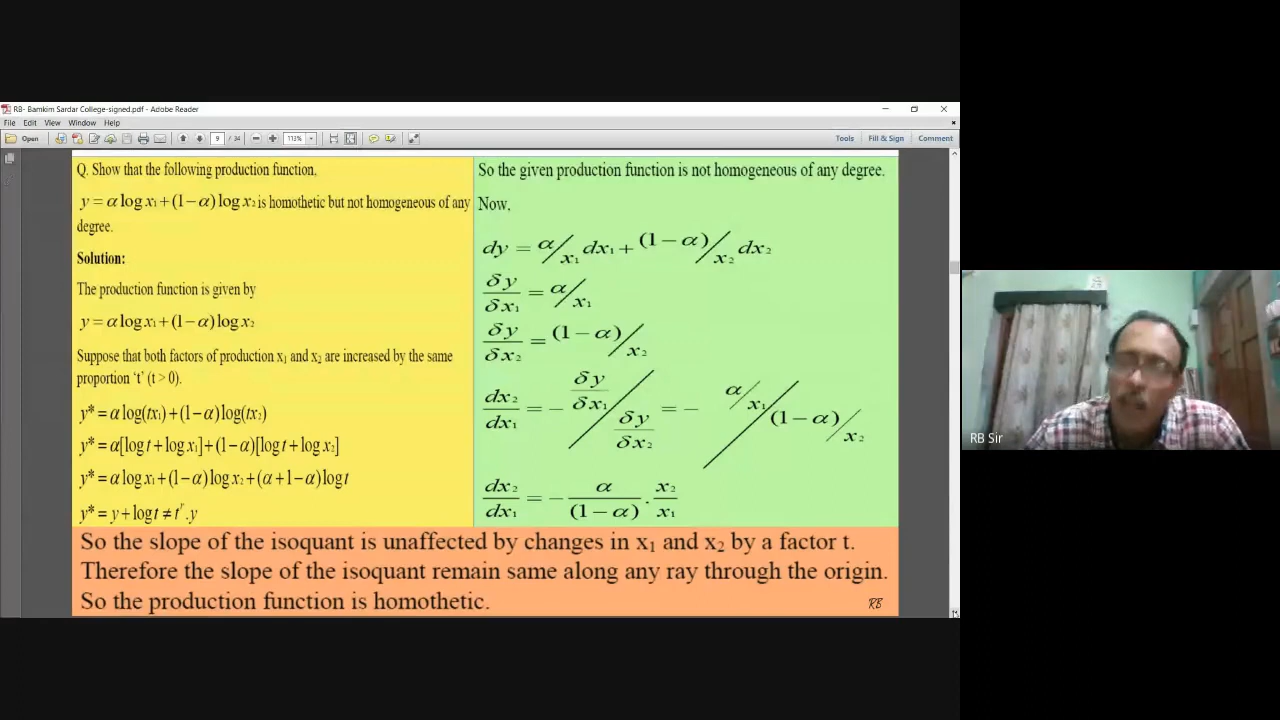 RB- Bamkim Sardar College-signed.pdf - Adobe Reader
File Edit View Window Help
Open 9 / 34 113% Tools Fill & Sign Comment
Q. Show that the following production function,
y = α log x₁ + (1−α) log x₂ is homothetic but not homogeneous of any
degree.
Solution:
The production function is given by
y = α log x₁ + (1−α) log x₂
Suppose that both factors of production x₁ and x₂ are increased by the same
proportion ‘t’ (t > 0).
y* = α log(tx₁) + (1−α) log(tx₂)
y* = α[log t + log x₁] + (1−α)[log t + log x₂]
y* = α log x₁ + (1−α) log x₂ + (α+1−α) log t
y* = y + log t ≠ tʳ.y
So the given production function is not homogeneous of any degree.
Now,
dy = α/x₁ dx₁ + (1−α)/x₂ dx₂
δy/δx₁ = α/x₁
δy/δx₂ = (1−α)/x₂
dx₂/dx₁ = − δy/δx₁ / δy/δx₂ = − α/x₁ / (1−α)/x₂
dx₂/dx₁ = − α/(1−α) . x₂/x₁
So the slope of the isoquant is unaffected by changes in x₁ and x₂ by a factor t.
Therefore the slope of the isoquant remain same along any ray through the origin.
So the production function is homothetic.
RB
RB Sir